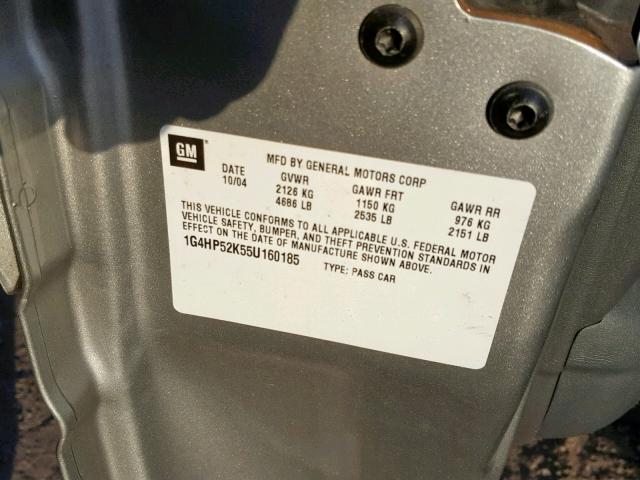 GM
MFD BY GENERAL MOTORS CORP
DATE GVWR GAWR FRT GAWR RR
10/04 2126 KG 1150 KG 976 KG
4686 LB 2535 LB 2151 LB
THIS VEHICLE CONFORMS TO ALL APPLICABLE U.S. FEDERAL MOTOR
VEHICLE SAFETY, BUMPER, AND THEFT PREVENTION STANDARDS IN
EFFECT ON THE DATE OF MANUFACTURE SHOWN ABOVE.
1G4HP52K55U160185 TYPE: PASS CAR